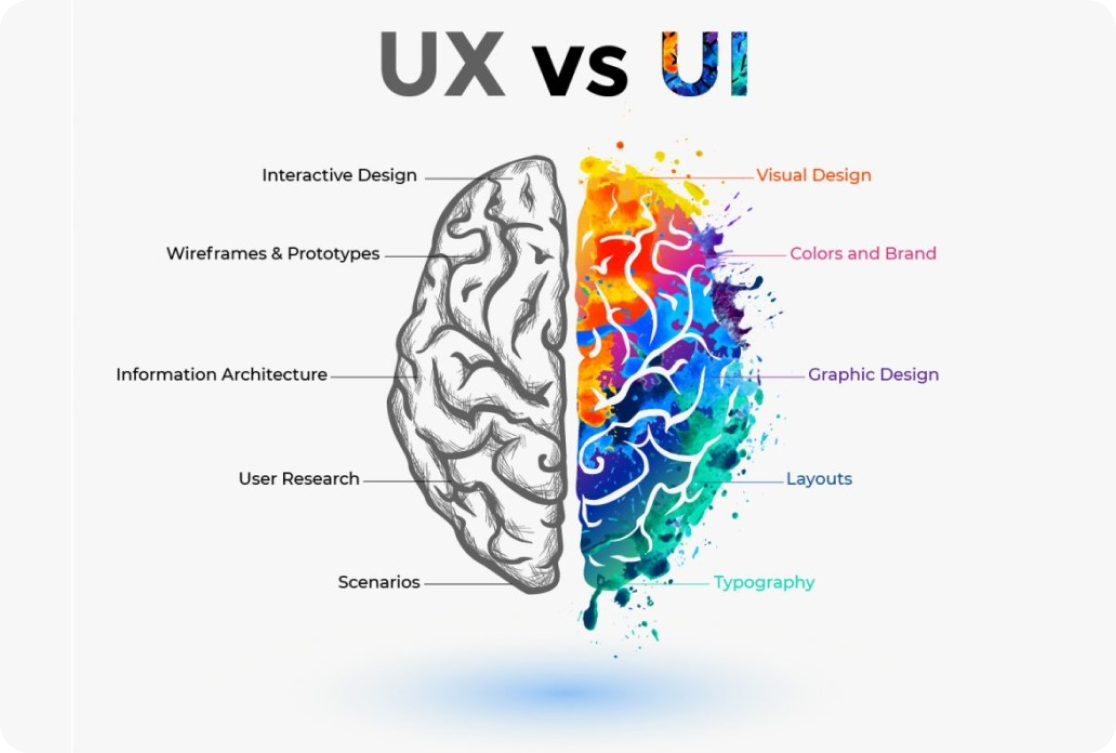 UX vs UI
Interactive Design
Visual Design
Wireframes & Prototypes
Colors and Brand
Information Architecture
Graphic Design
User Research
Layouts
Scenarios
Typography